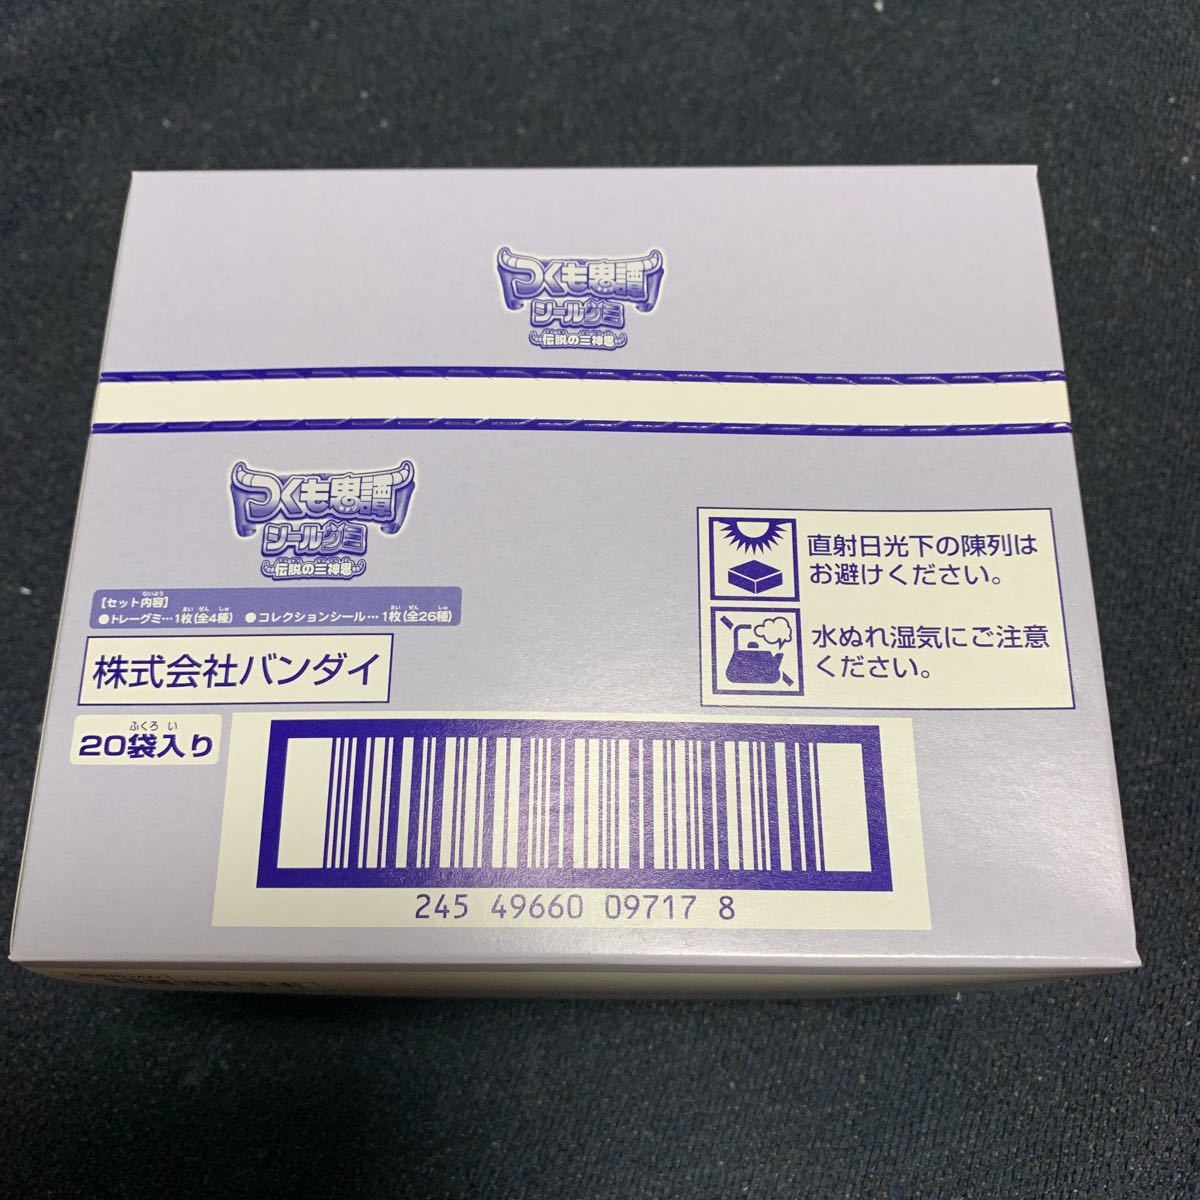 つくも鬼譚
シールグミ
伝説の三神鬼
つくも鬼譚
シールグミ
伝説の三神鬼
【セット内容】
●トレーグミ…1枚(全4種) ●コレクションシール…1枚(全26種)
株式会社バンダイ
20袋入り
直射日光下の陳列は
お避けください。
水ぬれ湿気にご注意
ください。
245 49660 09717 8